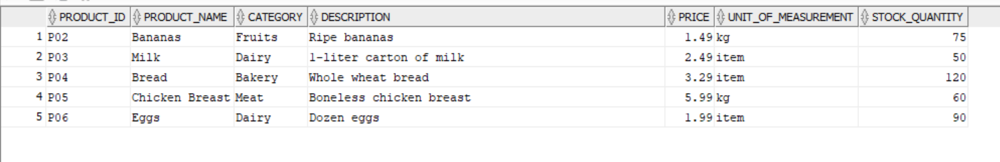 PRODUCT_ID PRODUCT_NAME CATEGORY DESCRIPTION PRICE UNIT_OF_MEASUREMENT STOCK_QUANTITY
1 P02 Bananas Fruits Ripe bananas 1.49 kg 75
2 P03 Milk Dairy 1-liter carton of milk 2.49 item 50
3 P04 Bread Bakery Whole wheat bread 3.29 item 120
4 P05 Chicken Breast Meat Boneless chicken breast 5.99 kg 60
5 P06 Eggs Dairy Dozen eggs 1.99 item 90